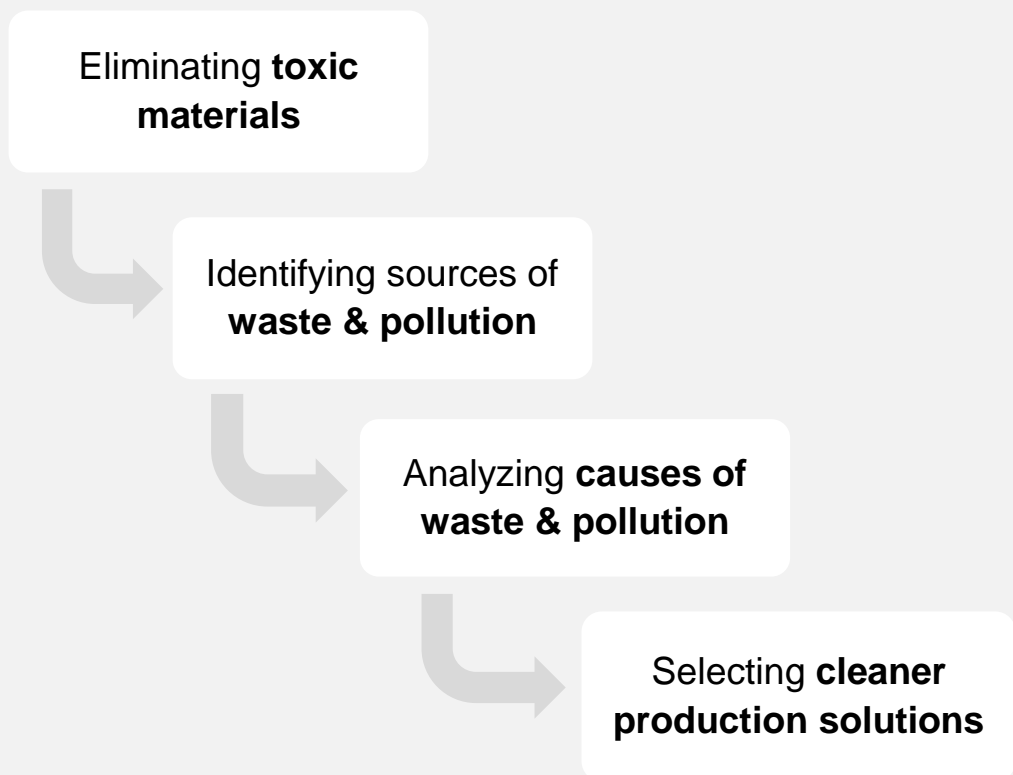 Eliminating toxic
materials
Identifying sources of
waste & pollution
Analyzing causes of
waste & pollution
Selecting cleaner
production solutions